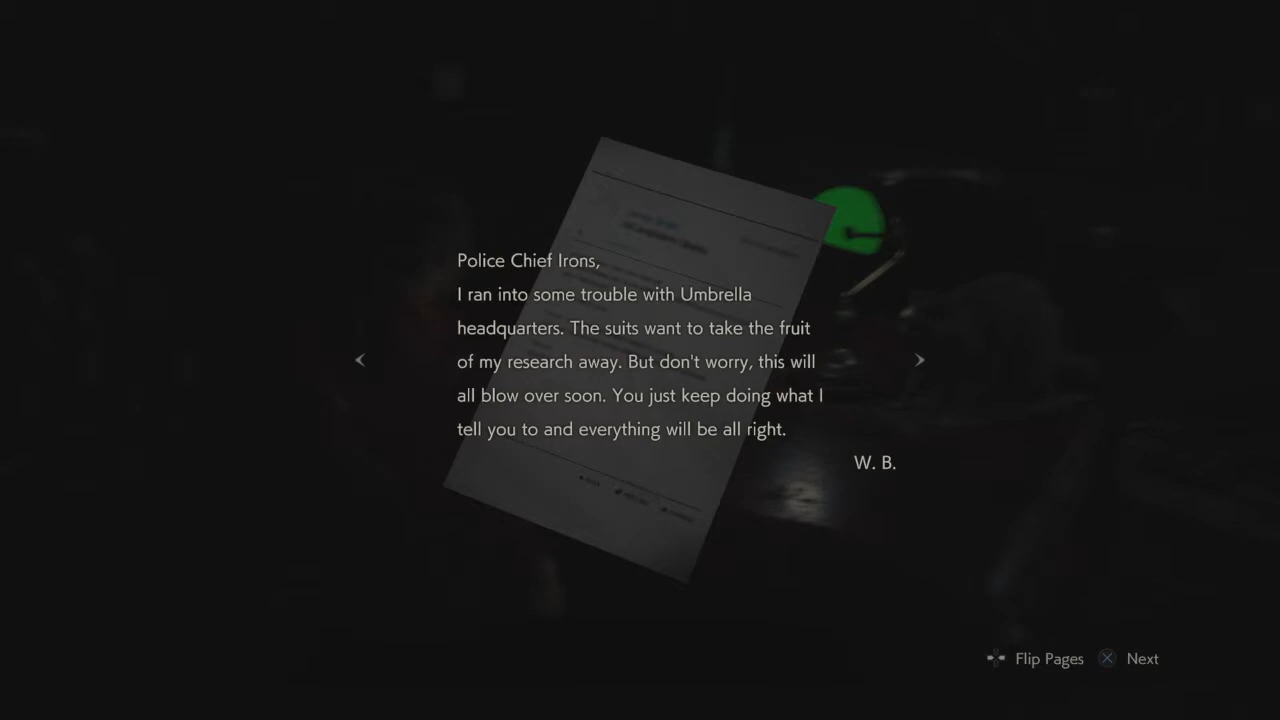 Police Chief Irons,
I ran into some trouble with Umbrella
headquarters. The suits want to take the fruit
of my research away. But don't worry, this will
all blow over soon. You just keep doing what I
tell you to and everything will be all right.
W. B.
Flip Pages Next